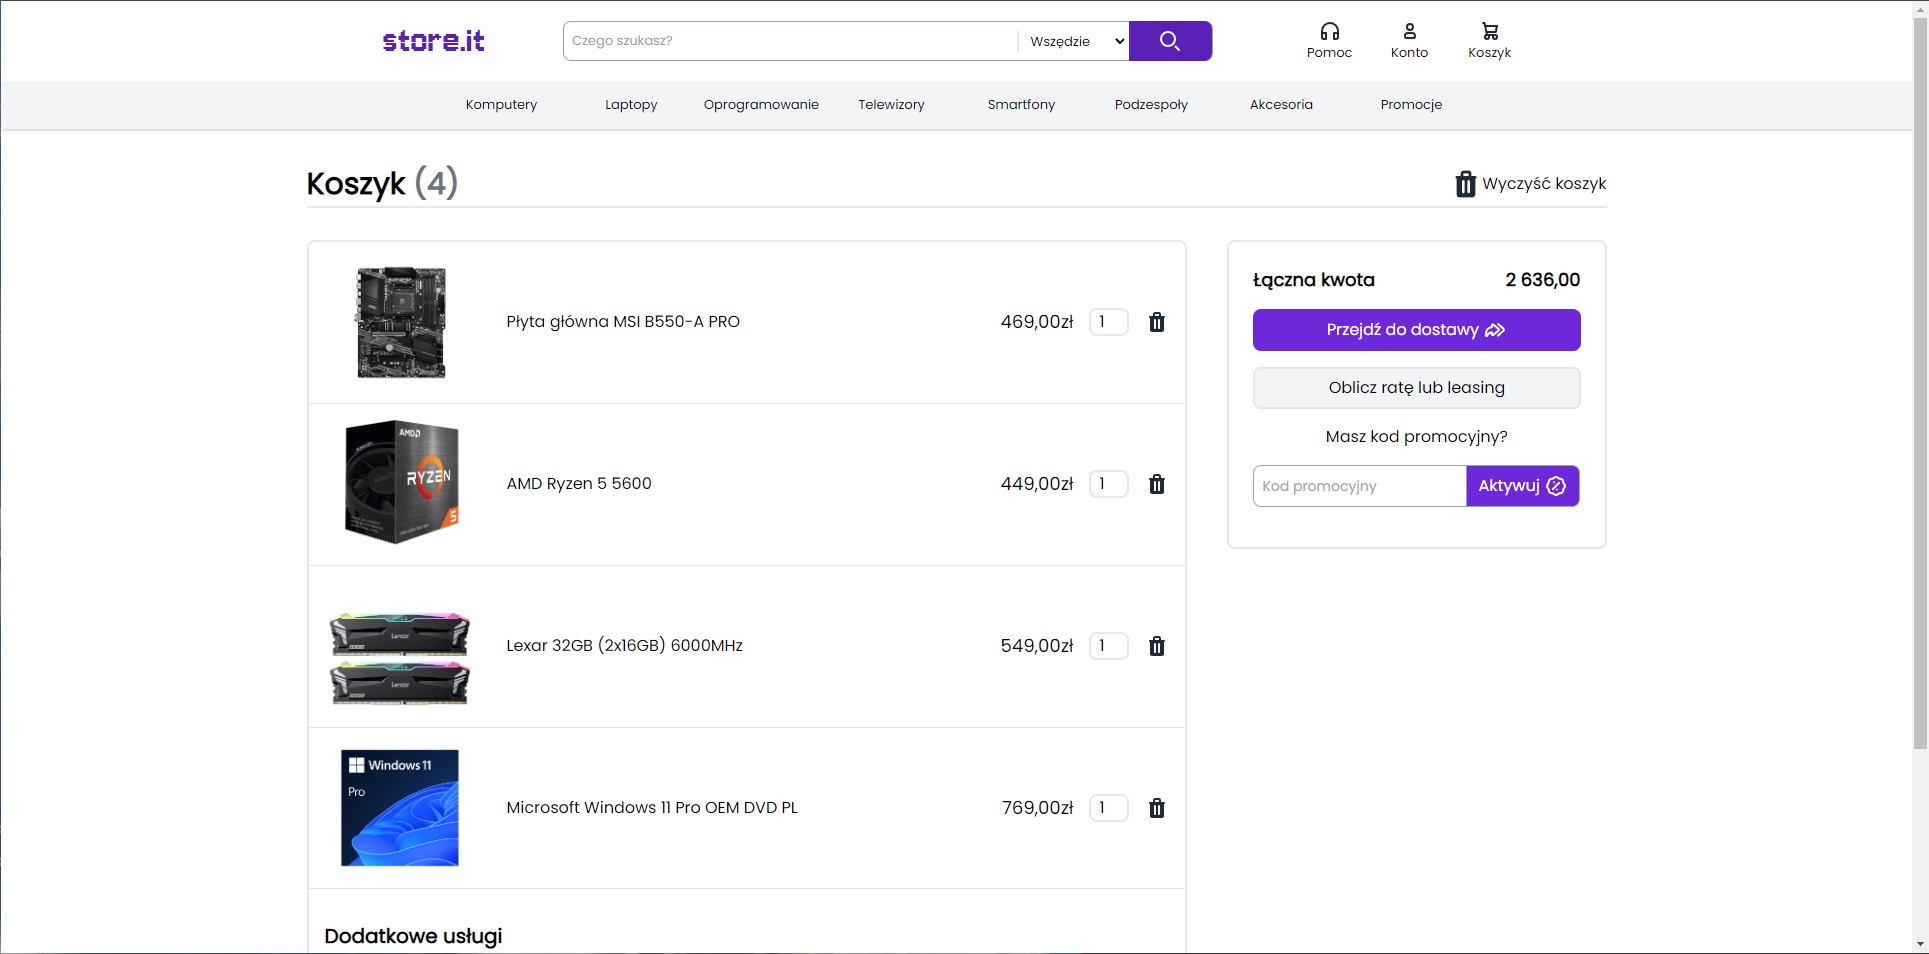 store.it
Czego szukasz?
Wszędzie
Pomoc
Konto
Koszyk
Komputery
Laptopy
Oprogramowanie
Telewizory
Smartfony
Podzespoły
Akcesoria
Promocje
Koszyk (4)
Wyczyść koszyk
Płyta główna MSI B550-A PRO
469,00zł
1
AMD
RYZEN
5
AMD Ryzen 5 5600
449,00zł
1
Lexar
Lexar
Lexar 32GB (2x16GB) 6000MHz
549,00zł
1
Windows 11
Pro
Microsoft Windows 11 Pro OEM DVD PL
769,00zł
1
Dodatkowe usługi
Łączna kwota
2 636,00
Przejdź do dostawy
Oblicz ratę lub leasing
Masz kod promocyjny?
Kod promocyjny
Aktywuj